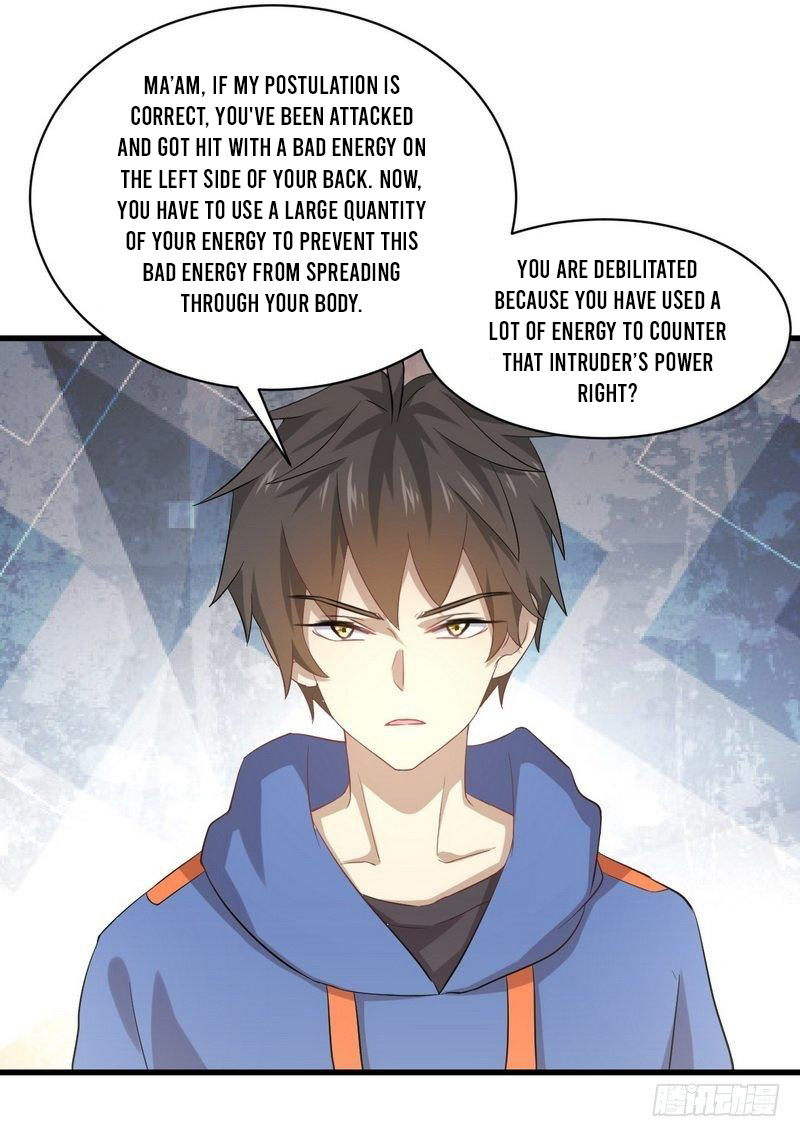 MA'AM, IF MY POSTULATION IS
CORRECT, YOU'VE BEEN ATTACKED
AND GOT HIT WITH A BAD ENERGY ON
THE LEFT SIDE OF YOUR BACK. NOW,
YOU HAVE TO USE A LARGE QUANTITY
OF YOUR ENERGY TO PREVENT THIS
BAD ENERGY FROM SPREADING
THROUGH YOUR BODY.
YOU ARE DEBILITATED
BECAUSE YOU HAVE USED A
LOT OF ENERGY TO COUNTER
THAT INTRUDER'S POWER
RIGHT?
腾讯动漫